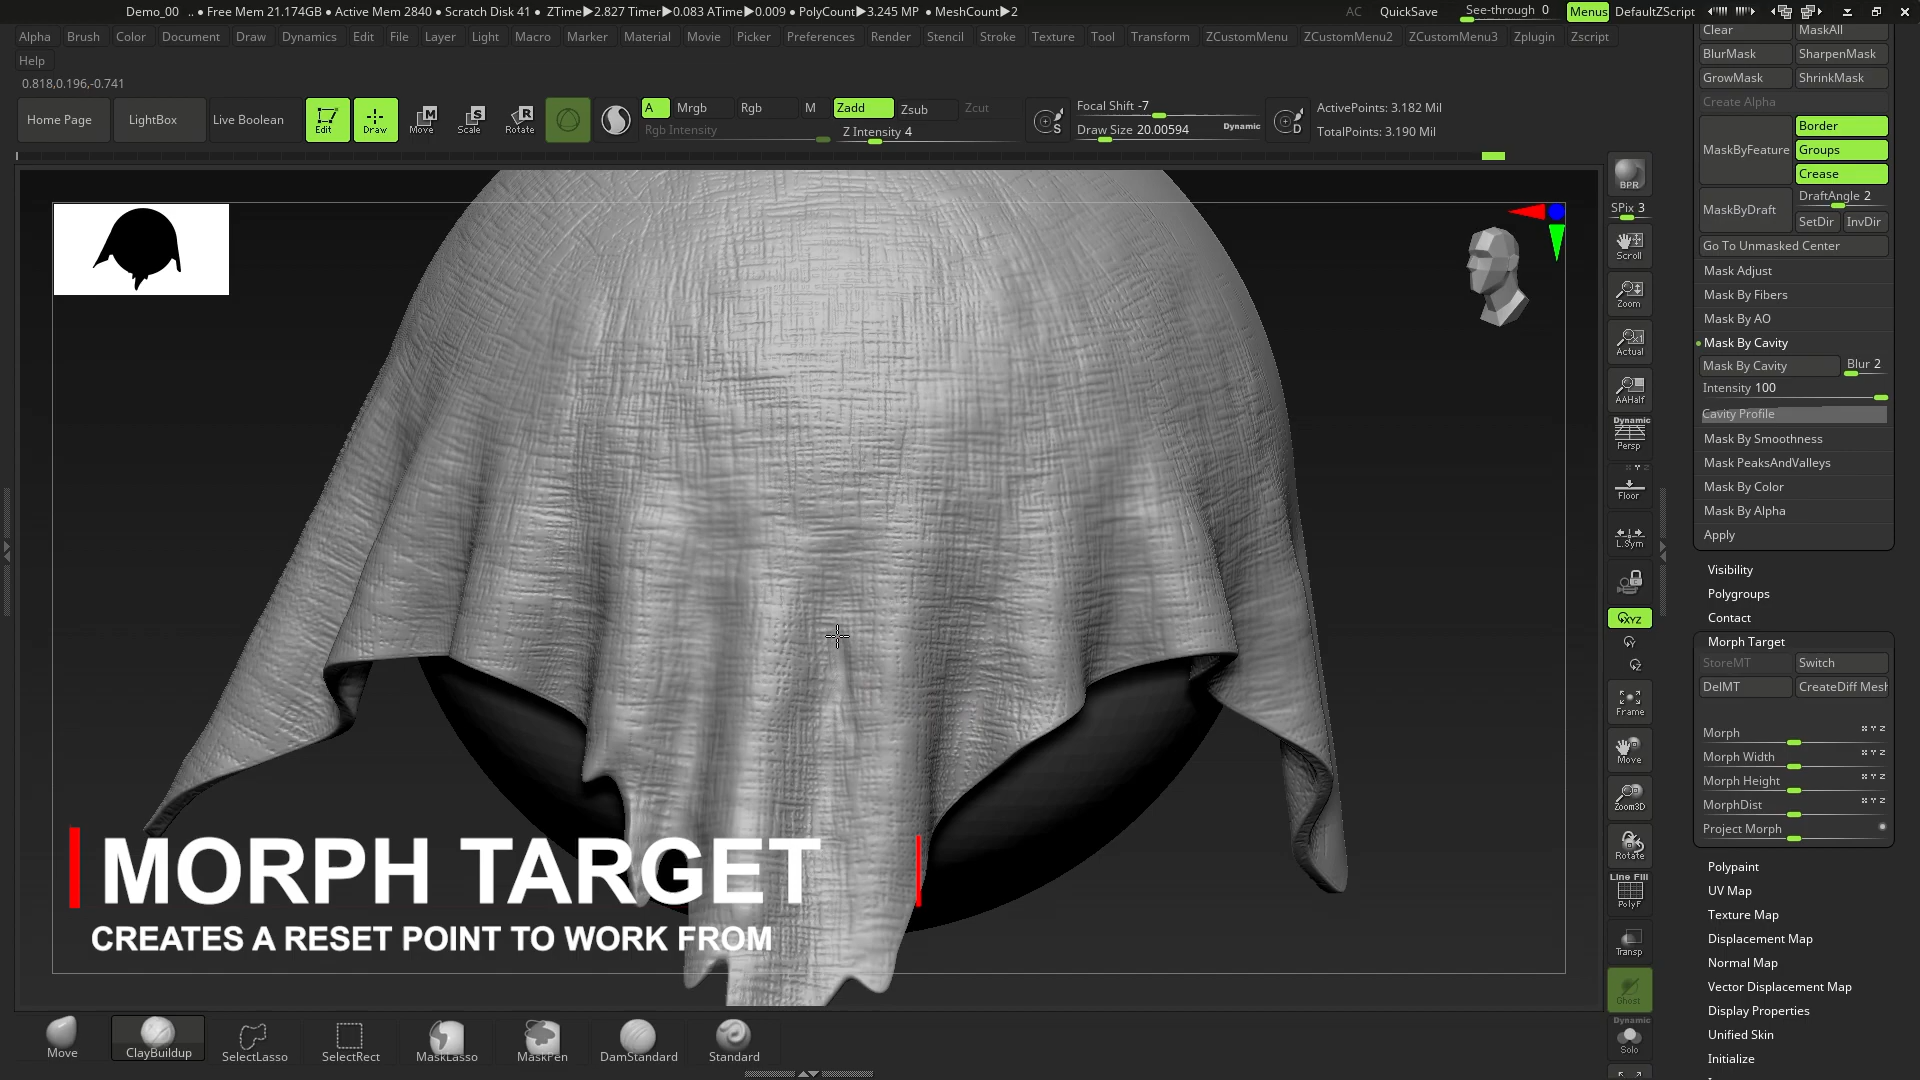 Demo_00 .. • Free Mem 21.174GB • Active Mem 2840 • Scratch Disk 41 • ZTime▶2.827 Timer▶0.083 ATime▶0.009 • PolyCount▶3.245 MP • MeshCount▶2
AC QuickSave See-through 0 Menus DefaultZScript
Alpha Brush Color Document Draw Dynamics Edit File Layer Light Macro Marker Material Movie Picker Preferences Render Stencil Stroke Texture Tool Transform ZCustomMenu ZCustomMenu2 ZCustomMenu3 Zplugin Zscript
Help
0.818,0.196,-0.741
Home Page LightBox Live Boolean Edit Draw Move Scale Rotate
A Mrgb Rgb M Zadd Zsub Zcut
Rgb Intensity Z Intensity 4
S Focal Shift -7
Draw Size 20.00594 Dynamic D
ActivePoints: 3.182 Mil
TotalPoints: 3.190 Mil
BPR
SPix 3
Scroll
Zoom
Actual
AAHalf
Dynamic
Persp
Floor
L.Sym
XYZ
Y
Z
Frame
Move
Zoom3D
Rotate
Line Fill
PolyF
Transp
Ghost
Dynamic
Solo
Clear MaskAll
BlurMask SharpenMask
GrowMask ShrinkMask
Create Alpha
MaskByFeature Border
Groups
Crease
MaskByDraft DraftAngle 2
SetDir InvDir
Go To Unmasked Center
Mask Adjust
Mask By Fibers
Mask By AO
Mask By Cavity
Mask By Cavity Blur 2
Intensity 100
Cavity Profile
Mask By Smoothness
Mask PeaksAndValleys
Mask By Color
Mask By Alpha
Apply
Visibility
Polygroups
Contact
Morph Target
StoreMT Switch
DelMT CreateDiff Mesh
Morph X Y Z
Morph Width X Y Z
Morph Height X Y Z
MorphDist X Y Z
Project Morph
Polypaint
UV Map
Texture Map
Displacement Map
Normal Map
Vector Displacement Map
Display Properties
Unified Skin
Initialize
MORPH TARGET
CREATES A RESET POINT TO WORK FROM
Move ClayBuildup SelectLasso SelectRect MaskLasso MaskPen DamStandard Standard